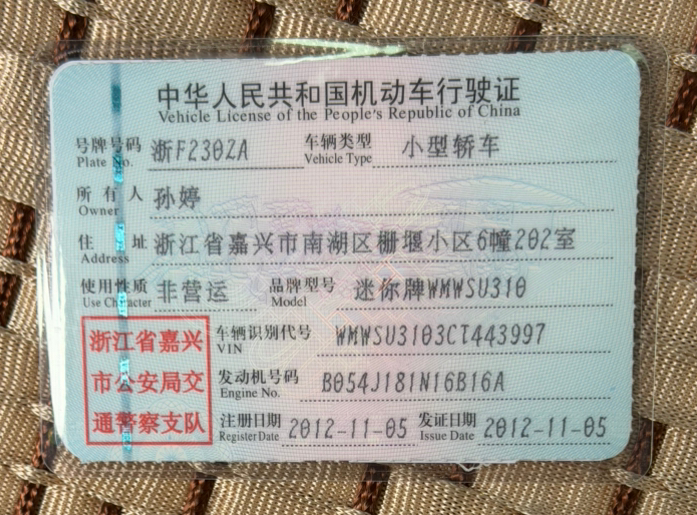 中华人民共和国机动车行驶证
Vehicle License of the People's Republic of China
号牌号码 浙F2302A 车辆类型 小型轿车
Plate No. Vehicle Type
所有人 孙婷
Owner
住址 浙江省嘉兴市南湖区栅堰小区6幢202室
Address
使用性质 非营运 品牌型号 迷你牌WMWSU310
Use Character Model
浙江省嘉兴 车辆识别代号 WMWSU3103CT443997
VIN
市公安局交 发动机号码 B054J181N16B16A
Engine No.
通警察支队 注册日期 2012-11-05 发证日期 2012-11-05
Register Date Issue Date